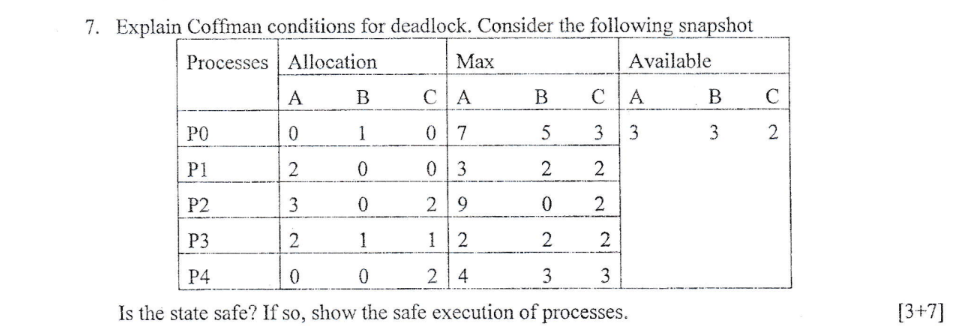 7. Explain Coffman conditions for deadlock. Consider the following snapshot
Processes Allocation Max Available
A B C A B C A B C
P0 0 1 0 7 5 3 3 3 2
P1 2 0 0 3 2 2
P2 3 0 2 9 0 2
P3 2 1 1 2 2 2
P4 0 0 2 4 3 3
Is the state safe? If so, show the safe execution of processes. [3+7]